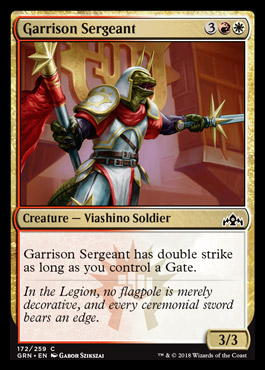 Garrison Sergeant 3
Creature — Viashino Soldier
Garrison Sergeant has double strike
as long as you control a Gate.
In the Legion, no flagpole is merely
decorative, and every ceremonial sword
bears an edge.
3/3
172/259 C
GRN • EN GABOR SZIKSZAI
™ & © 2018 Wizards of the Coast